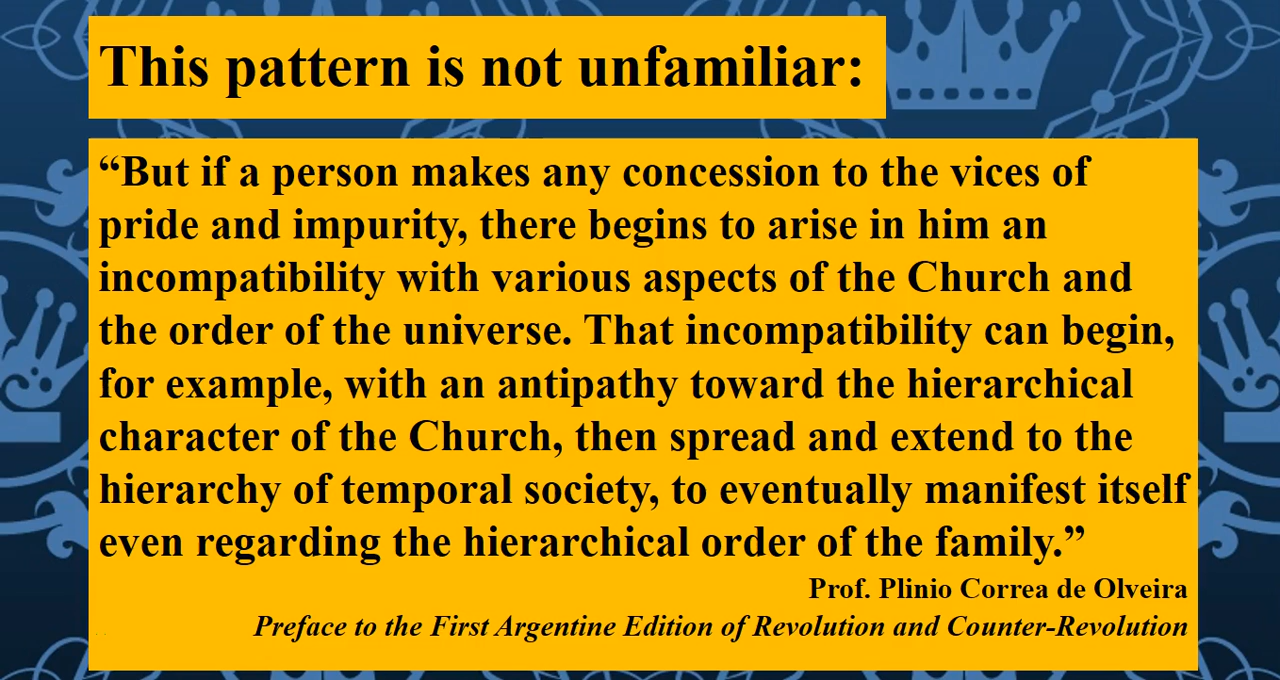 This pattern is not unfamiliar:
“But if a person makes any concession to the vices of
pride and impurity, there begins to arise in him an
incompatibility with various aspects of the Church and
the order of the universe. That incompatibility can begin,
for example, with an antipathy toward the hierarchical
character of the Church, then spread and extend to the
hierarchy of temporal society, to eventually manifest itself
even regarding the hierarchical order of the family.”
Prof. Plinio Correa de Olveira
Preface to the First Argentine Edition of Revolution and Counter-Revolution